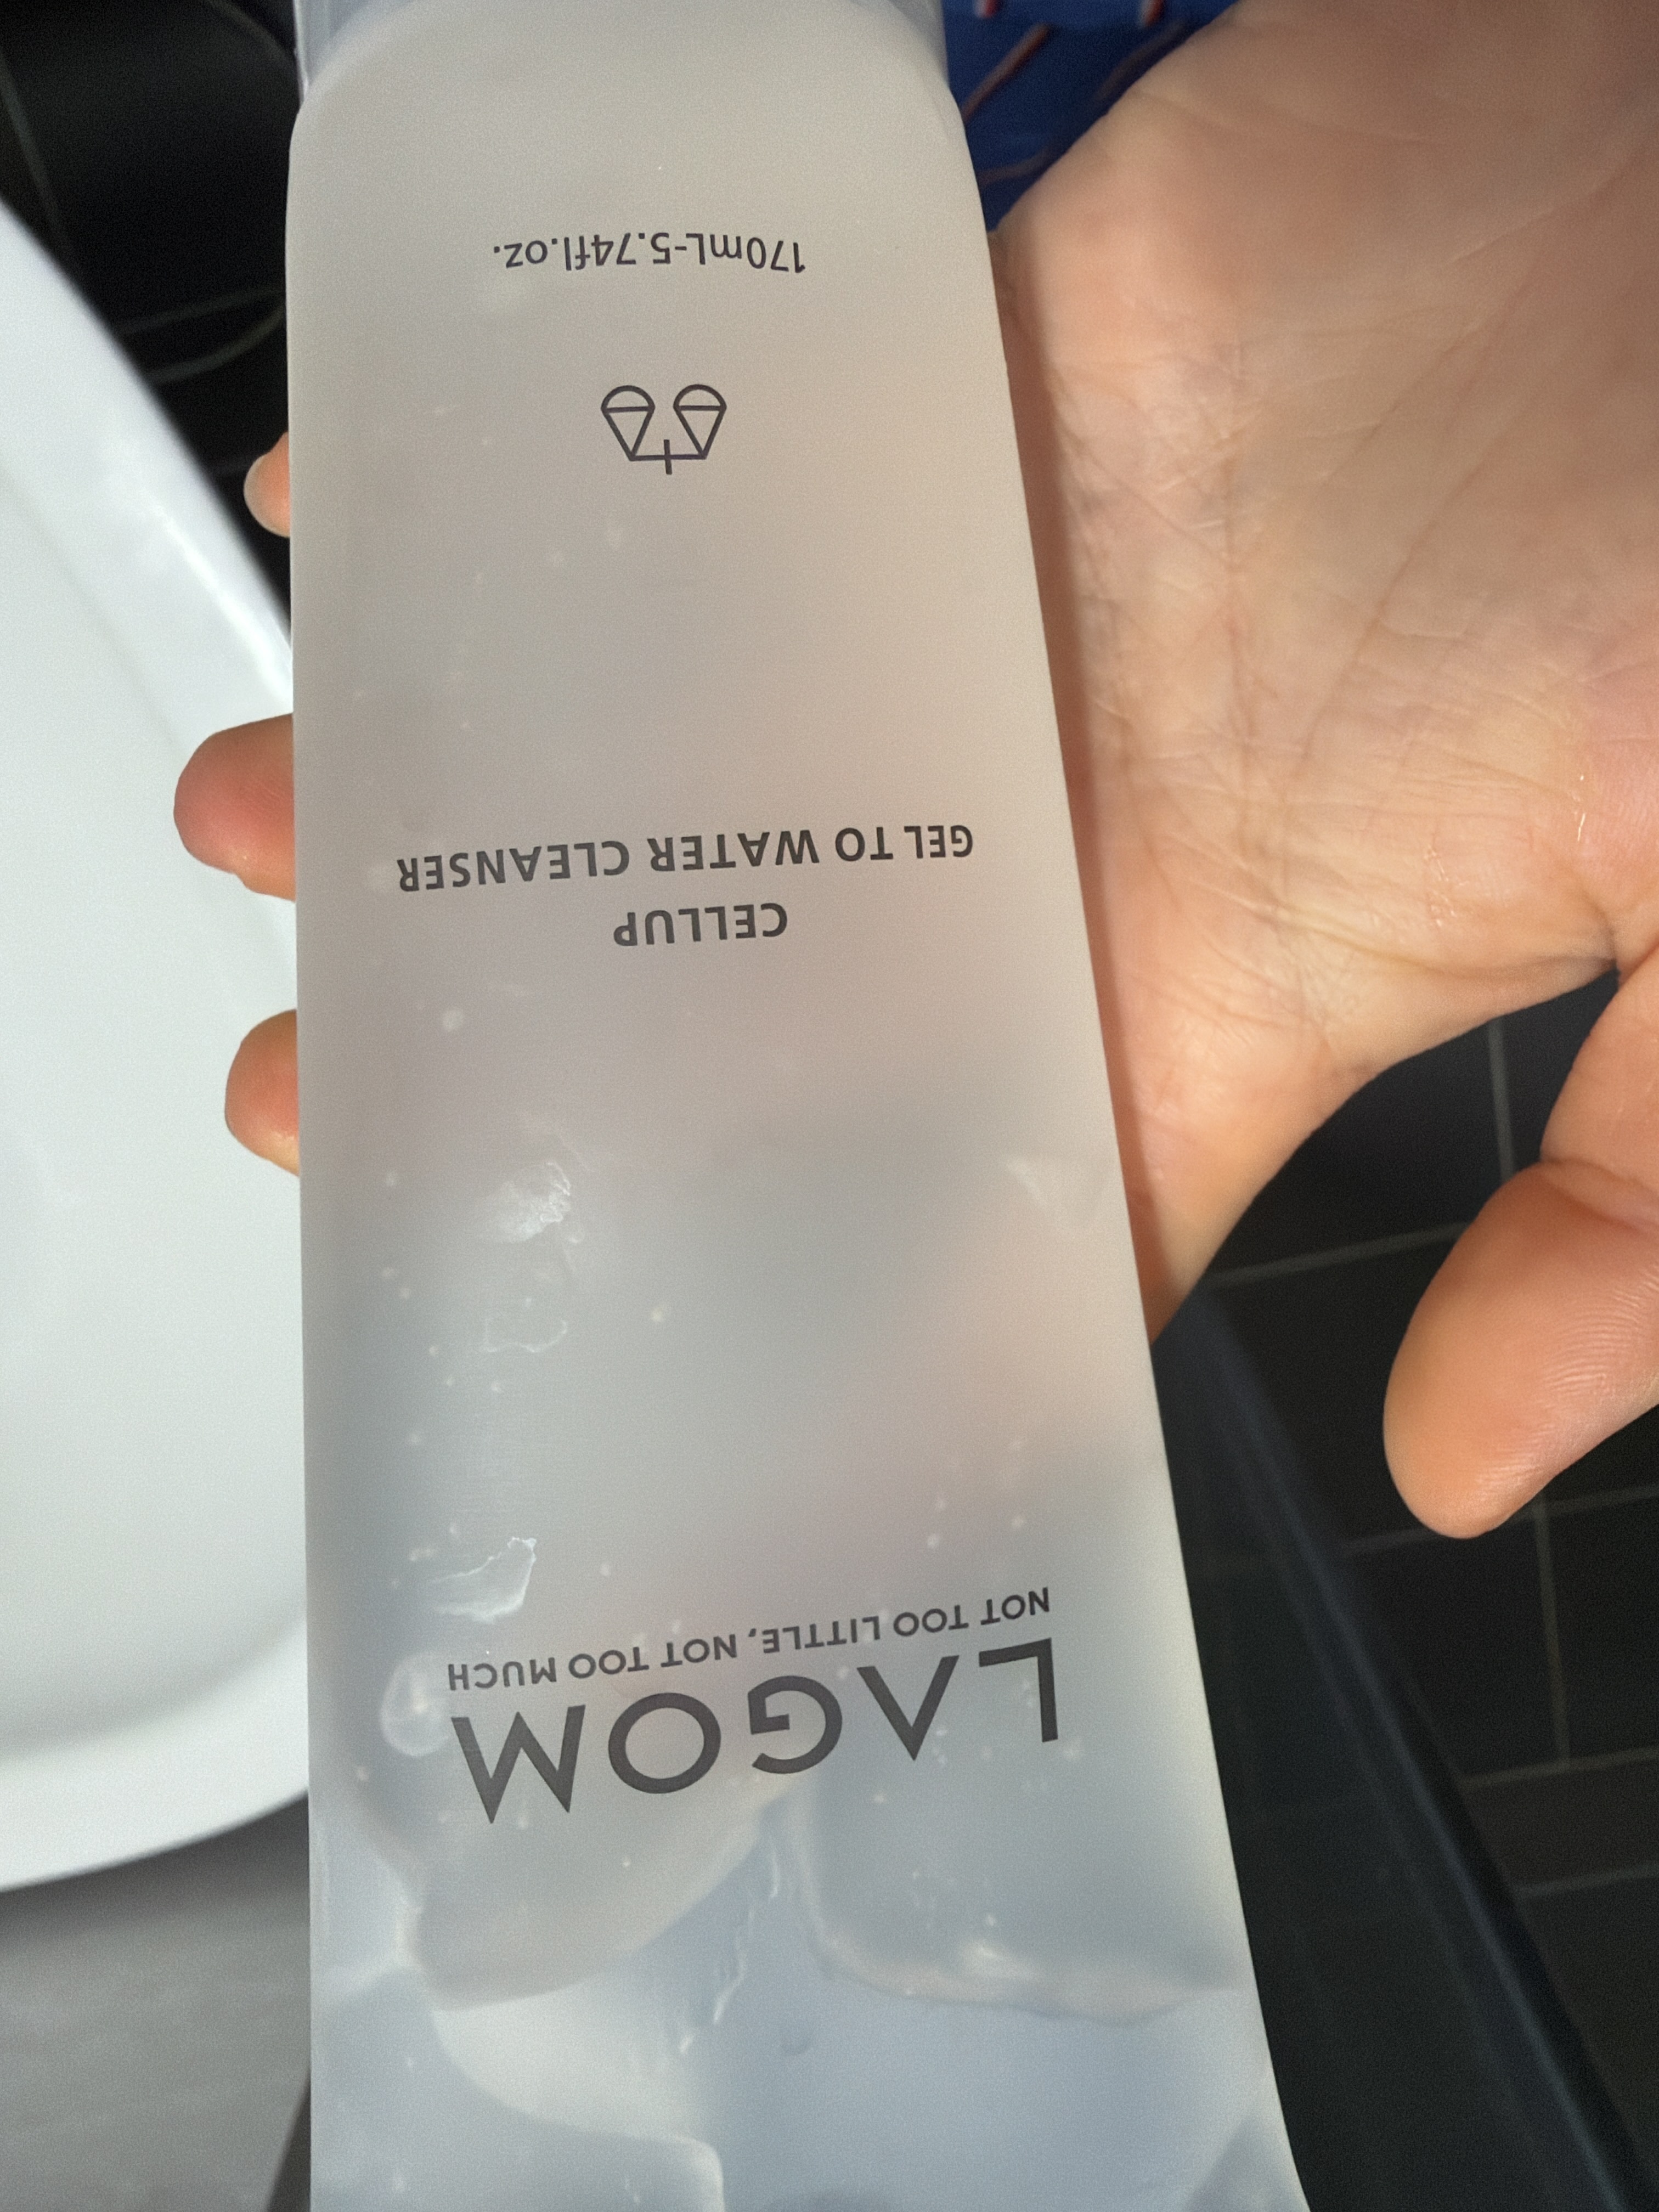 LAGOM
NOT TOO LITTLE, NOT TOO MUCH
CELLUP
GEL TO WATER CLEANSER
170mL-5.74fl.oz.